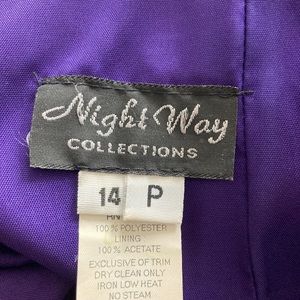 Night Way
COLLECTIONS
14 P
RN
100% POLYESTER
LINING
100% ACETATE
EXCLUSIVE OF TRIM
DRY CLEAN ONLY
IRON LOW HEAT
NO STEAM